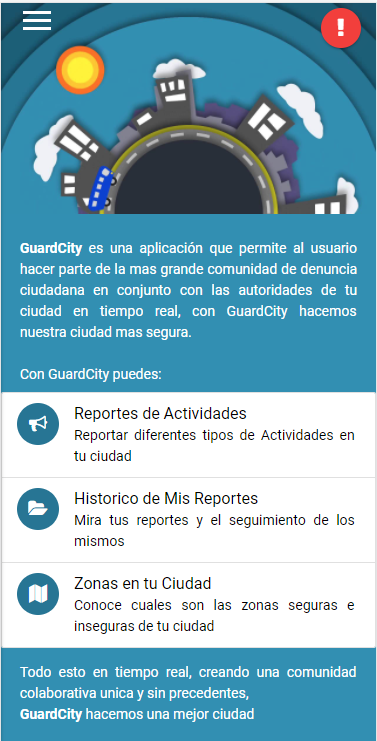 !
GuardCity es una aplicación que permite al usuario
hacer parte de la mas grande comunidad de denuncia
ciudadana en conjunto con las autoridades de tu
ciudad en tiempo real, con GuardCity hacemos
nuestra ciudad mas segura.
Con GuardCity puedes:
Reportes de Actividades
Reportar diferentes tipos de Actividades en
tu ciudad
Historico de Mis Reportes
Mira tus reportes y el seguimiento de los
mismos
Zonas en tu Ciudad
Conoce cuales son las zonas seguras e
inseguras de tu ciudad
Todo esto en tiempo real, creando una comunidad
colaborativa unica y sin precedentes,
GuardCity hacemos una mejor ciudad